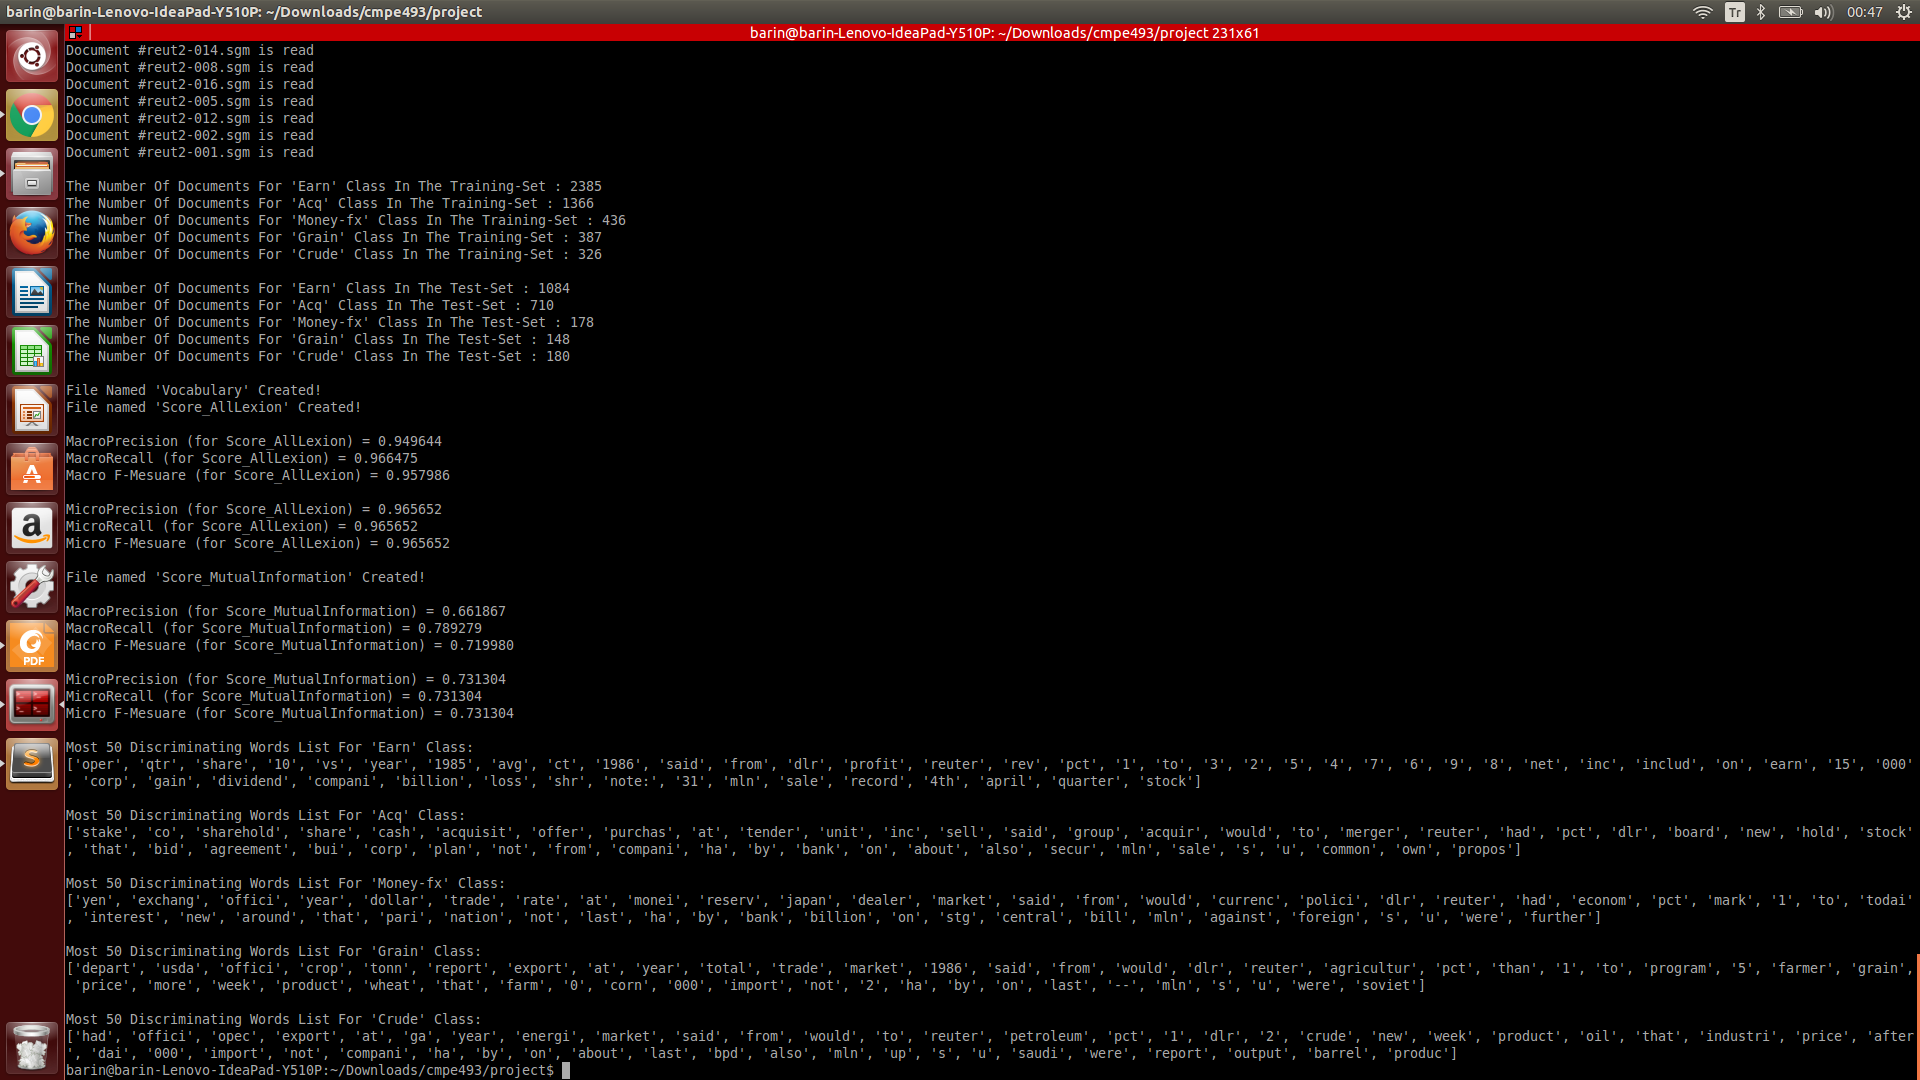 barin@barin-Lenovo-IdeaPad-Y510P: ~/Downloads/cmpe493/project
Tr
00:47
barin@barin-Lenovo-IdeaPad-Y510P: ~/Downloads/cmpe493/project 231x61
Document #reut2-014.sgm is read
Document #reut2-008.sgm is read
Document #reut2-016.sgm is read
Document #reut2-005.sgm is read
Document #reut2-012.sgm is read
Document #reut2-002.sgm is read
Document #reut2-001.sgm is read
The Number Of Documents For 'Earn' Class In The Training-Set : 2385
The Number Of Documents For 'Acq' Class In The Training-Set : 1366
The Number Of Documents For 'Money-fx' Class In The Training-Set : 436
The Number Of Documents For 'Grain' Class In The Training-Set : 387
The Number Of Documents For 'Crude' Class In The Training-Set : 326
The Number Of Documents For 'Earn' Class In The Test-Set : 1084
The Number Of Documents For 'Acq' Class In The Test-Set : 710
The Number Of Documents For 'Money-fx' Class In The Test-Set : 178
The Number Of Documents For 'Grain' Class In The Test-Set : 148
The Number Of Documents For 'Crude' Class In The Test-Set : 180
File Named 'Vocabulary' Created!
File named 'Score_AllLexion' Created!
MacroPrecision (for Score_AllLexion) = 0.949644
MacroRecall (for Score_AllLexion) = 0.966475
Macro F-Mesuare (for Score_AllLexion) = 0.957986
MicroPrecision (for Score_AllLexion) = 0.965652
MicroRecall (for Score_AllLexion) = 0.965652
Micro F-Mesuare (for Score_AllLexion) = 0.965652
File named 'Score_MutualInformation' Created!
MacroPrecision (for Score_MutualInformation) = 0.661867
MacroRecall (for Score_MutualInformation) = 0.789279
Macro F-Mesuare (for Score_MutualInformation) = 0.719980
MicroPrecision (for Score_MutualInformation) = 0.731304
MicroRecall (for Score_MutualInformation) = 0.731304
Micro F-Mesuare (for Score_MutualInformation) = 0.731304
Most 50 Discriminating Words List For 'Earn' Class:
['oper', 'qtr', 'share', '10', 'vs', 'year', '1985', 'avg', 'ct', '1986', 'said', 'from', 'dlr', 'profit', 'reuter', 'rev', 'pct', '1', 'to', '3', '2', '5', '4', '7', '6', '9', '8', 'net', 'inc', 'includ', 'on', 'earn', '15', '000'
, 'corp', 'gain', 'dividend', 'compani', 'billion', 'loss', 'shr', 'note:', '31', 'mln', 'sale', 'record', '4th', 'april', 'quarter', 'stock']
Most 50 Discriminating Words List For 'Acq' Class:
['stake', 'co', 'sharehold', 'share', 'cash', 'acquisit', 'offer', 'purchas', 'at', 'tender', 'unit', 'inc', 'sell', 'said', 'group', 'acquir', 'would', 'to', 'merger', 'reuter', 'had', 'pct', 'dlr', 'board', 'new', 'hold', 'stock'
, 'that', 'bid', 'agreement', 'bui', 'corp', 'plan', 'not', 'from', 'compani', 'ha', 'by', 'bank', 'on', 'about', 'also', 'secur', 'mln', 'sale', 's', 'u', 'common', 'own', 'propos']
Most 50 Discriminating Words List For 'Money-fx' Class:
['yen', 'exchang', 'offici', 'year', 'dollar', 'trade', 'rate', 'at', 'monei', 'reserv', 'japan', 'dealer', 'market', 'said', 'from', 'would', 'currenc', 'polici', 'dlr', 'reuter', 'had', 'econom', 'pct', 'mark', '1', 'to', 'todai'
, 'interest', 'new', 'around', 'that', 'pari', 'nation', 'not', 'last', 'ha', 'by', 'bank', 'billion', 'on', 'stg', 'central', 'bill', 'mln', 'against', 'foreign', 's', 'u', 'were', 'further']
Most 50 Discriminating Words List For 'Grain' Class:
['depart', 'usda', 'offici', 'crop', 'tonn', 'report', 'export', 'at', 'year', 'total', 'trade', 'market', '1986', 'said', 'from', 'would', 'dlr', 'reuter', 'agricultur', 'pct', 'than', '1', 'to', 'program', '5', 'farmer', 'grain',
 'price', 'more', 'week', 'product', 'wheat', 'that', 'farm', '0', 'corn', '000', 'import', 'not', '2', 'ha', 'by', 'on', 'last', '--', 'mln', 's', 'u', 'were', 'soviet']
Most 50 Discriminating Words List For 'Crude' Class:
['had', 'offici', 'opec', 'export', 'at', 'ga', 'year', 'energi', 'market', 'said', 'from', 'would', 'to', 'reuter', 'petroleum', 'pct', '1', 'dlr', '2', 'crude', 'new', 'week', 'product', 'oil', 'that', 'industri', 'price', 'after'
, 'dai', '000', 'import', 'not', 'compani', 'ha', 'by', 'on', 'about', 'last', 'bpd', 'also', 'mln', 'up', 's', 'u', 'saudi', 'were', 'report', 'output', 'barrel', 'produc']
barin@barin-Lenovo-IdeaPad-Y510P:~/Downloads/cmpe493/project$
A
a
PDF
S